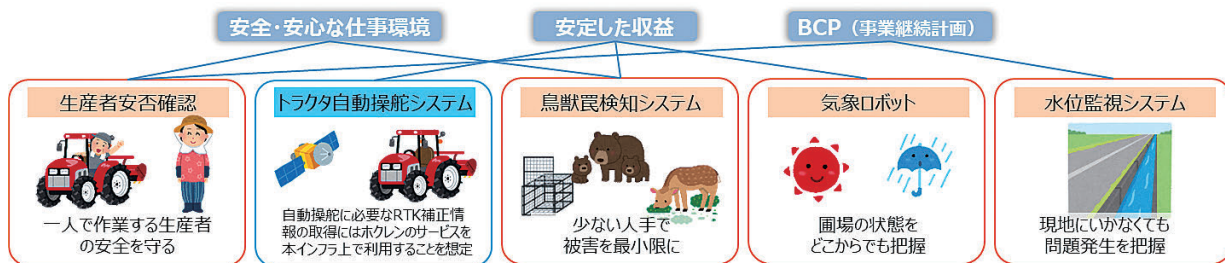 安全・安心な仕事環境
安定した収益
BCP（事業継続計画）
生産者安否確認
一人で作業する生産者
の安全を守る
トラクタ自動操舵システム
自動操舵に必要なRTK補正情
報の取得にはホクレンのサービスを
本インフラ上で利用することを想定
鳥獣罠検知システム
少ない人手で
被害を最小限に
気象ロボット
圃場の状態を
どこからでも把握
水位監視システム
現地にいかなくても
問題発生を把握